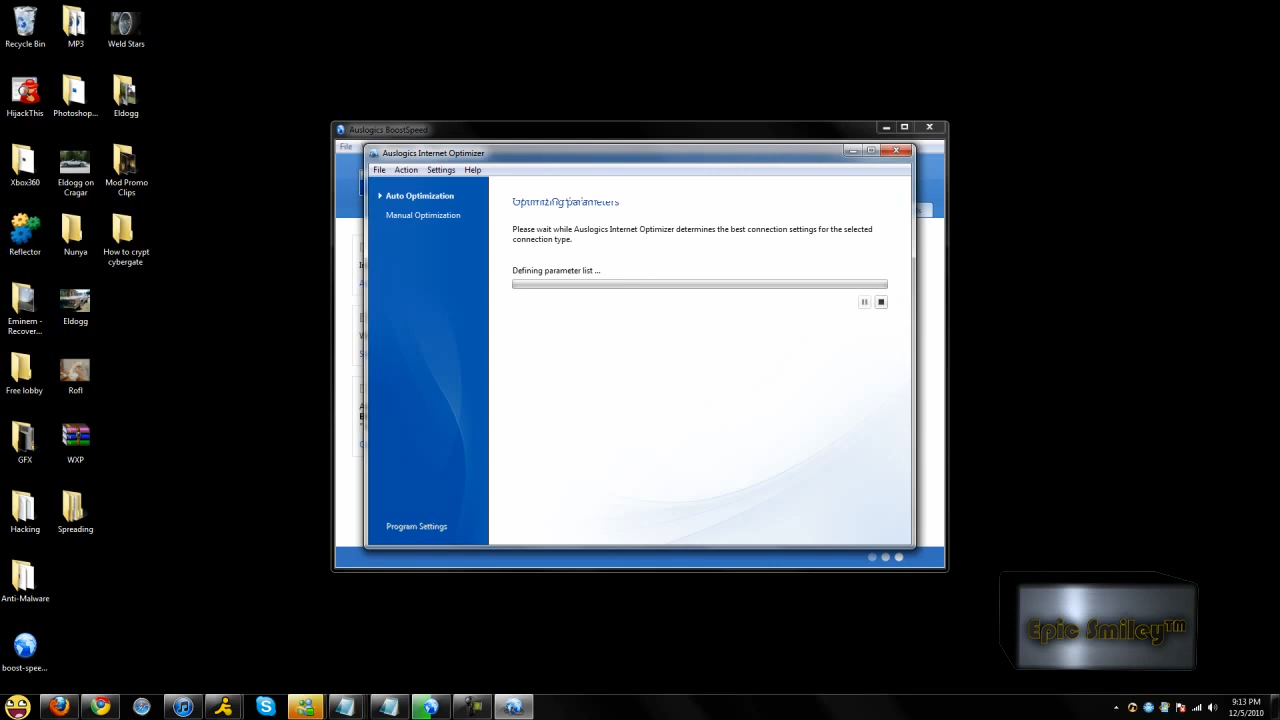 Recycle Bin
MP3
Weld Stars
HijackThis
Photoshop...
Eldogg
Xbox360
Eldogg on
Cragar
Mod Promo
Clips
Reflector
Nunya
How to crypt
cybergate
Eminem -
Recover...
Eldogg
Free lobby
Rofl
GFX
WXP
Hacking
Spreading
Anti-Malware
boost-spee...
Auslogics BoostSpeed
File
Auslogics Internet Optimizer
File Action Settings Help
Auto Optimization
Manual Optimization
Program Settings
Optimizing parameters
Please wait while Auslogics Internet Optimizer determines the best connection settings for the selected
connection type.
Defining parameter list ...
Epic Smiley™
9:13 PM
12/5/2010